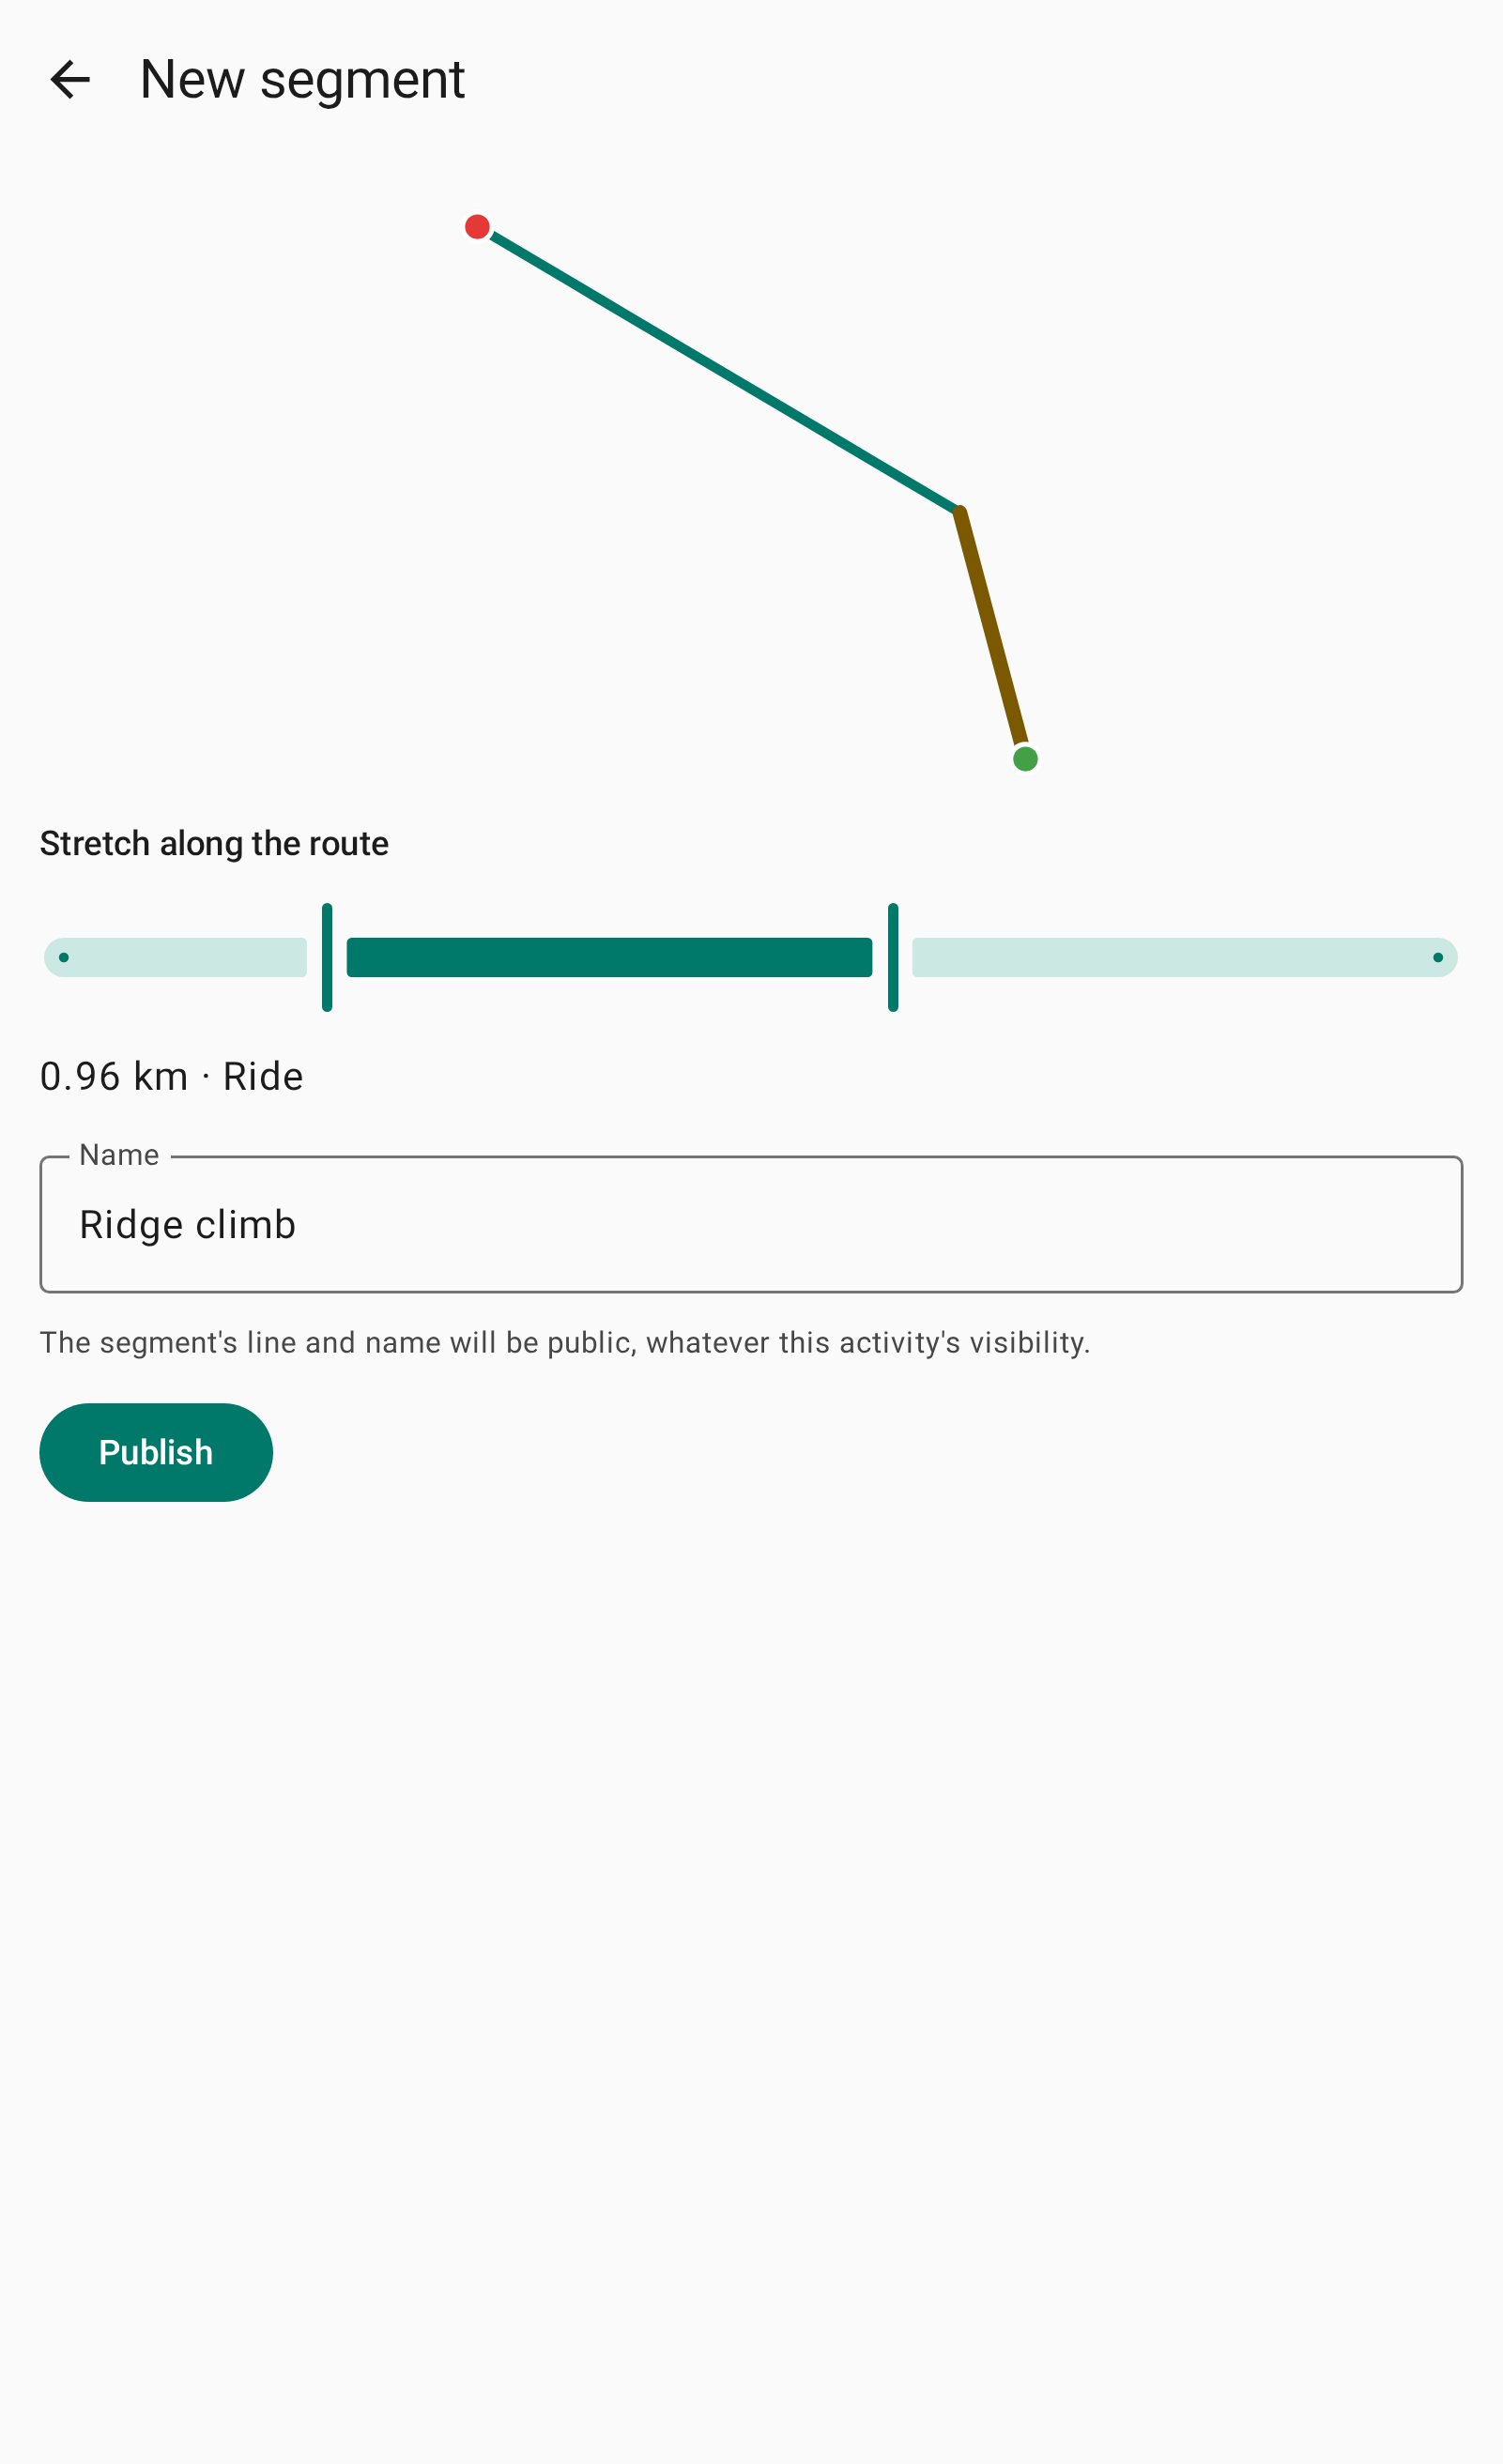 New segment
Stretch along the route
0.96 km · Ride
Name
Ridge climb
The segment's line and name will be public, whatever this activity's visibility.
Publish